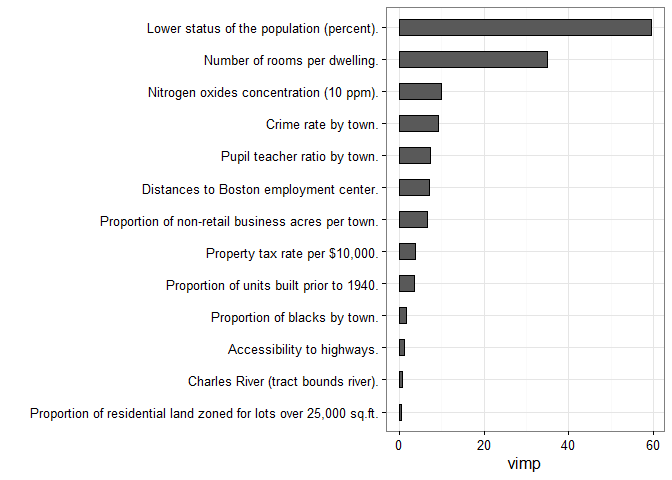 Lower status of the population (percent).
Number of rooms per dwelling.
Nitrogen oxides concentration (10 ppm).
Crime rate by town.
Pupil teacher ratio by town.
Distances to Boston employment center.
Proportion of non-retail business acres per town.
Property tax rate per $10,000.
Proportion of units built prior to 1940.
Proportion of blacks by town.
Accessibility to highways.
Charles River (tract bounds river).
Proportion of residential land zoned for lots over 25,000 sq.ft.
0 20 40 60
vimp